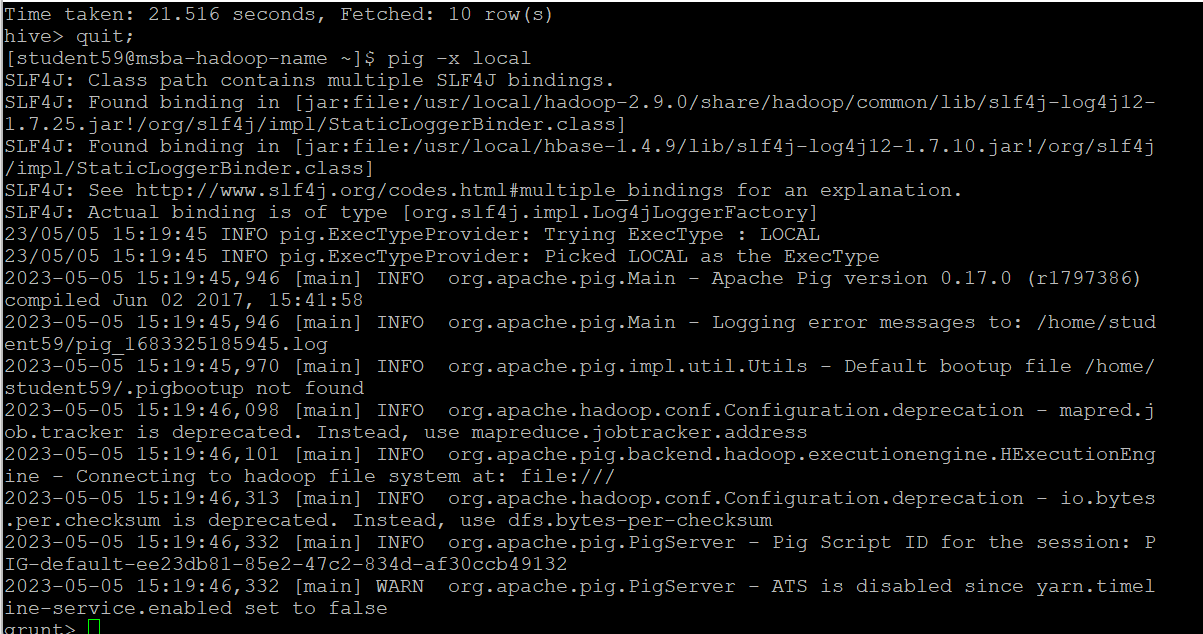 Time taken: 21.516 seconds, Fetched: 10 row(s)
hive> quit;
[student59@msba-hadoop-name ~]$ pig -x local
SLF4J: Class path contains multiple SLF4J bindings.
SLF4J: Found binding in [jar:file:/usr/local/hadoop-2.9.0/share/hadoop/common/lib/slf4j-log4j12-
1.7.25.jar!/org/slf4j/impl/StaticLoggerBinder.class]
SLF4J: Found binding in [jar:file:/usr/local/hbase-1.4.9/lib/slf4j-log4j12-1.7.10.jar!/org/slf4j
/impl/StaticLoggerBinder.class]
SLF4J: See http://www.slf4j.org/codes.html#multiple_bindings for an explanation.
SLF4J: Actual binding is of type [org.slf4j.impl.Log4jLoggerFactory]
23/05/05 15:19:45 INFO pig.ExecTypeProvider: Trying ExecType : LOCAL
23/05/05 15:19:45 INFO pig.ExecTypeProvider: Picked LOCAL as the ExecType
2023-05-05 15:19:45,946 [main] INFO  org.apache.pig.Main - Apache Pig version 0.17.0 (r1797386)
compiled Jun 02 2017, 15:41:58
2023-05-05 15:19:45,946 [main] INFO  org.apache.pig.Main - Logging error messages to: /home/stud
ent59/pig_1683325185945.log
2023-05-05 15:19:45,970 [main] INFO  org.apache.pig.impl.util.Utils - Default bootup file /home/
student59/.pigbootup not found
2023-05-05 15:19:46,098 [main] INFO  org.apache.hadoop.conf.Configuration.deprecation - mapred.j
ob.tracker is deprecated. Instead, use mapreduce.jobtracker.address
2023-05-05 15:19:46,101 [main] INFO  org.apache.pig.backend.hadoop.executionengine.HExecutionEng
ine - Connecting to hadoop file system at: file:///
2023-05-05 15:19:46,313 [main] INFO  org.apache.hadoop.conf.Configuration.deprecation - io.bytes
.per.checksum is deprecated. Instead, use dfs.bytes-per-checksum
2023-05-05 15:19:46,332 [main] INFO  org.apache.pig.PigServer - Pig Script ID for the session: P
IG-default-ee23db81-85e2-47c2-834d-af30ccb49132
2023-05-05 15:19:46,332 [main] WARN  org.apache.pig.PigServer - ATS is disabled since yarn.timel
ine-service.enabled set to false
grunt>